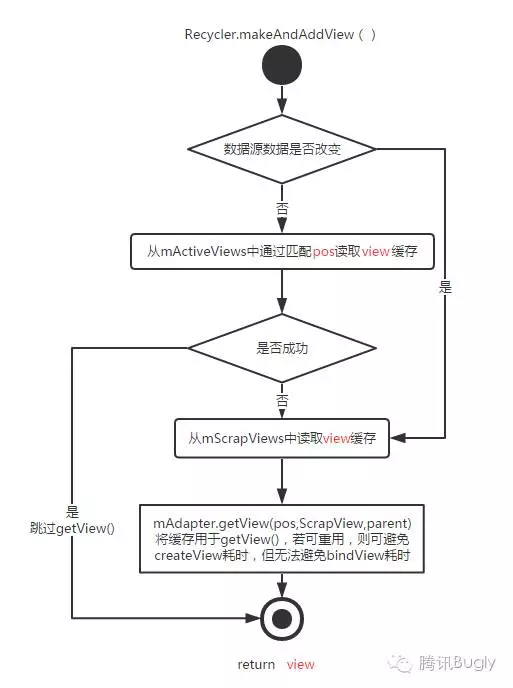 Recycler.makeAndAddView（ ）
数据源数据是否改变
否
从mActiveViews中通过匹配pos读取view 缓存
是
是否成功
否
从mScrapViews中读取view缓存
是
跳过getView()
mAdapter.getView(pos,ScrapView,parent)
将缓存用于getView()，若可重用，则可避免
createView耗时，但无法避免bindView耗时
return view
腾讯Bugly